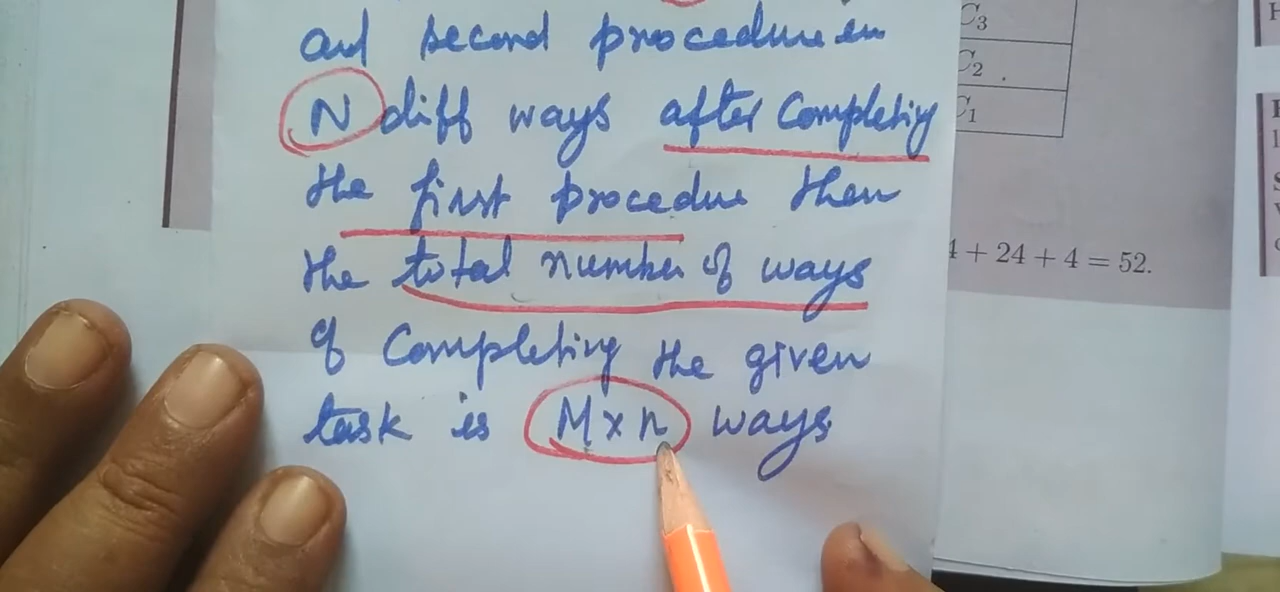 and second procedure in
N diff ways after Completing
the first procedure then
the total number of ways
of Completing the given
task is M x n ways
C3
C2
C1
+ 24 + 4 = 52.